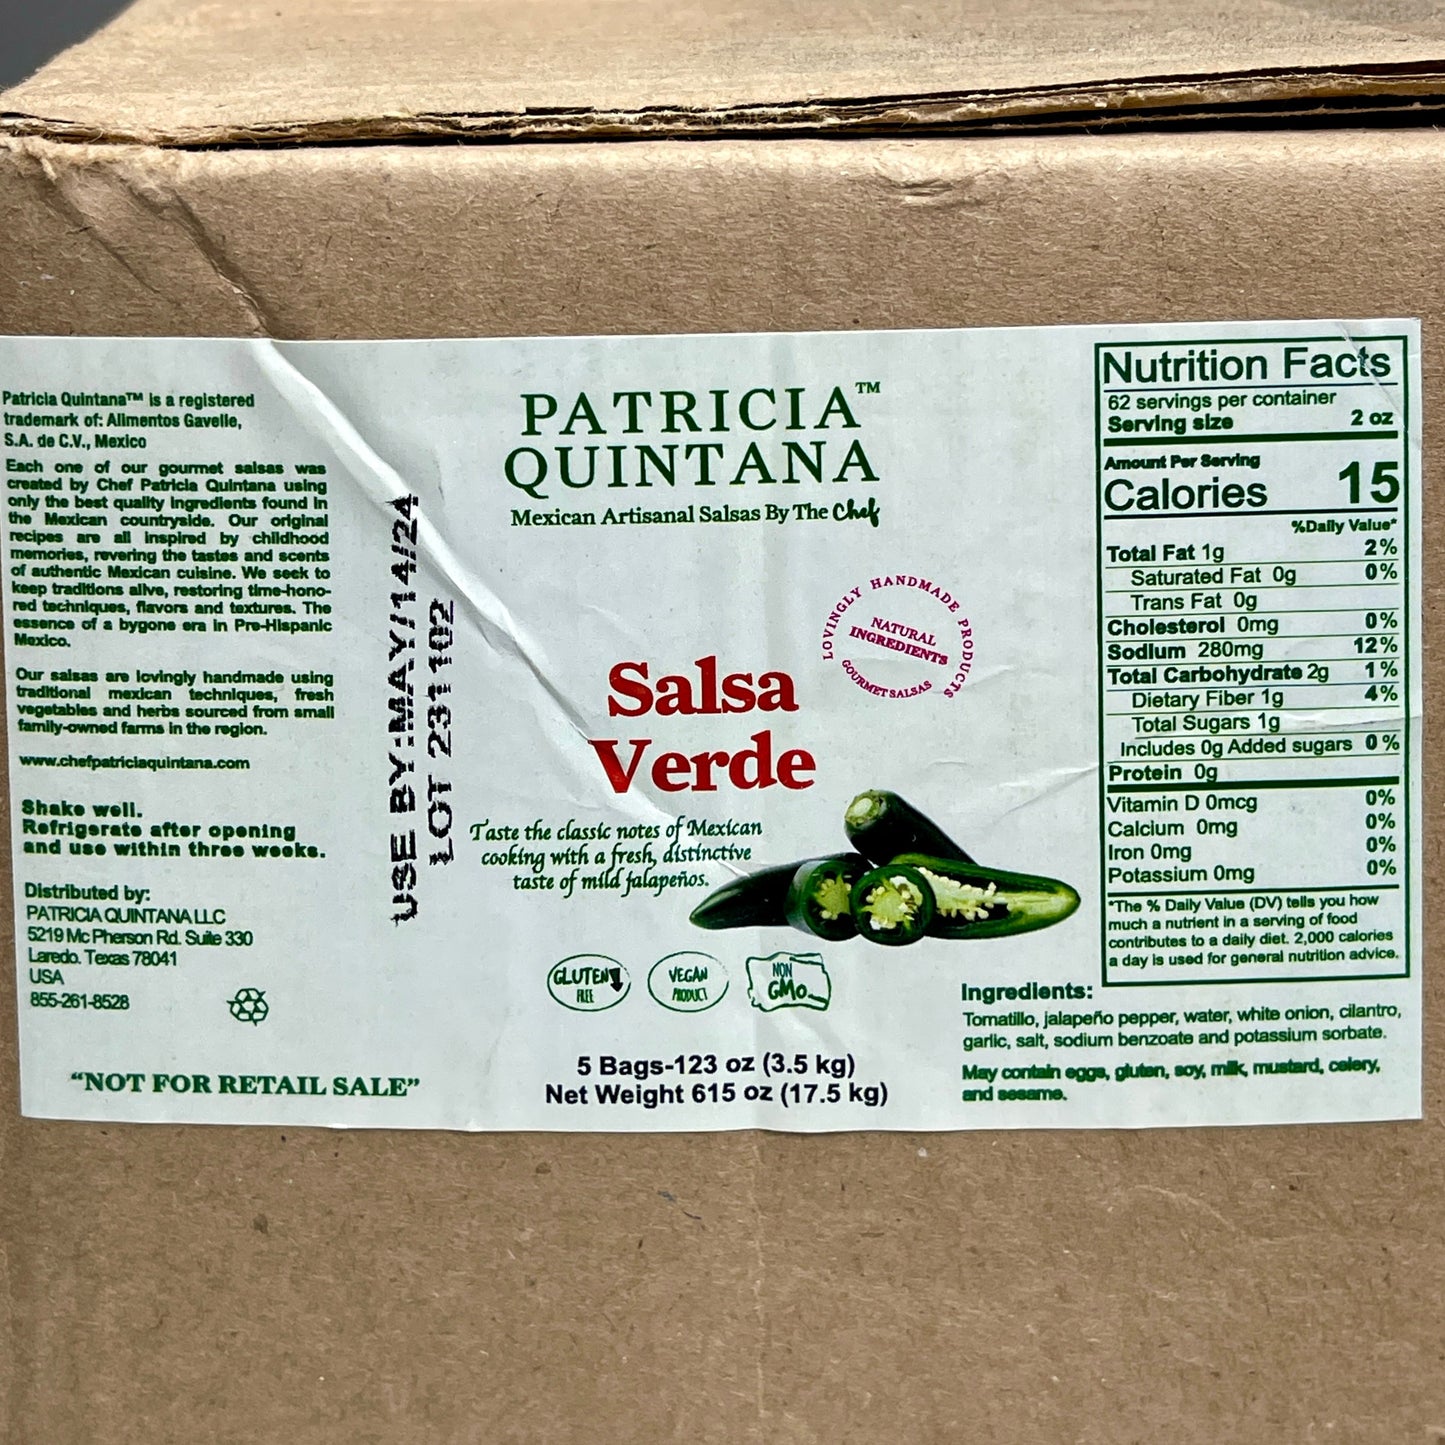 Patricia Quintana™ is a registered
trademark of: Alimentos Gavelle,
S.A. de C.V., Mexico
Each one of our gourmet salsas was
created by Chef Patricia Quintana using
only the best quality ingredients found in
the Mexican countryside. Our original
recipes are all inspired by childhood
memories, revering the tastes and scents
of authentic Mexican cuisine. We seek to
keep traditions alive, restoring time-hono-
red techniques, flavors and textures. The
essence of a bygone era in Pre-Hispanic
Mexico.
Our salsas are lovingly handmade using
traditional mexican techniques, fresh
vegetables and herbs sourced from small
family-owned farms in the region.
www.chefpatriciaquintana.com
Shake well.
Refrigerate after opening
and use within three weeks.
Distributed by:
PATRICIA QUINTANA LLC
5219 Mc Pherson Rd. Suite 330
Laredo. Texas 78041
USA
855-261-8528
"NOT FOR RETAIL SALE"
USE BY:MAY/14/24
LOT 231102
PATRICIA™
QUINTANA
Mexican Artisanal Salsas By The Chef
LOVINGLY HANDMADE PRODUCTS
NATURAL
INGREDIENTS
GOURMET SALSAS
Salsa
Verde
Taste the classic notes of Mexican
cooking with a fresh, distinctive
taste of mild jalapeños.
GLUTEN
FREE
VEGAN
PRODUCT
NON
GMO
5 Bags-123 oz (3.5 kg)
Net Weight 615 oz (17.5 kg)
Nutrition Facts
62 servings per container
Serving size 2 oz
Amount Per Serving
Calories 15
%Daily Value*
Total Fat 1g 2%
Saturated Fat 0g 0%
Trans Fat 0g
Cholesterol 0mg 0%
Sodium 280mg 12%
Total Carbohydrate 2g 1%
Dietary Fiber 1g 4%
Total Sugars 1g
Includes 0g Added sugars 0%
Protein 0g
Vitamin D 0mcg 0%
Calcium 0mg 0%
Iron 0mg 0%
Potassium 0mg 0%
*The % Daily Value (DV) tells you how
much a nutrient in a serving of food
contributes to a daily diet. 2,000 calories
a day is used for general nutrition advice.
Ingredients:
Tomatillo, jalapeño pepper, water, white onion, cilantro,
garlic, salt, sodium benzoate and potassium sorbate.
May contain eggs, gluten, soy, milk, mustard, celery,
and sesame.